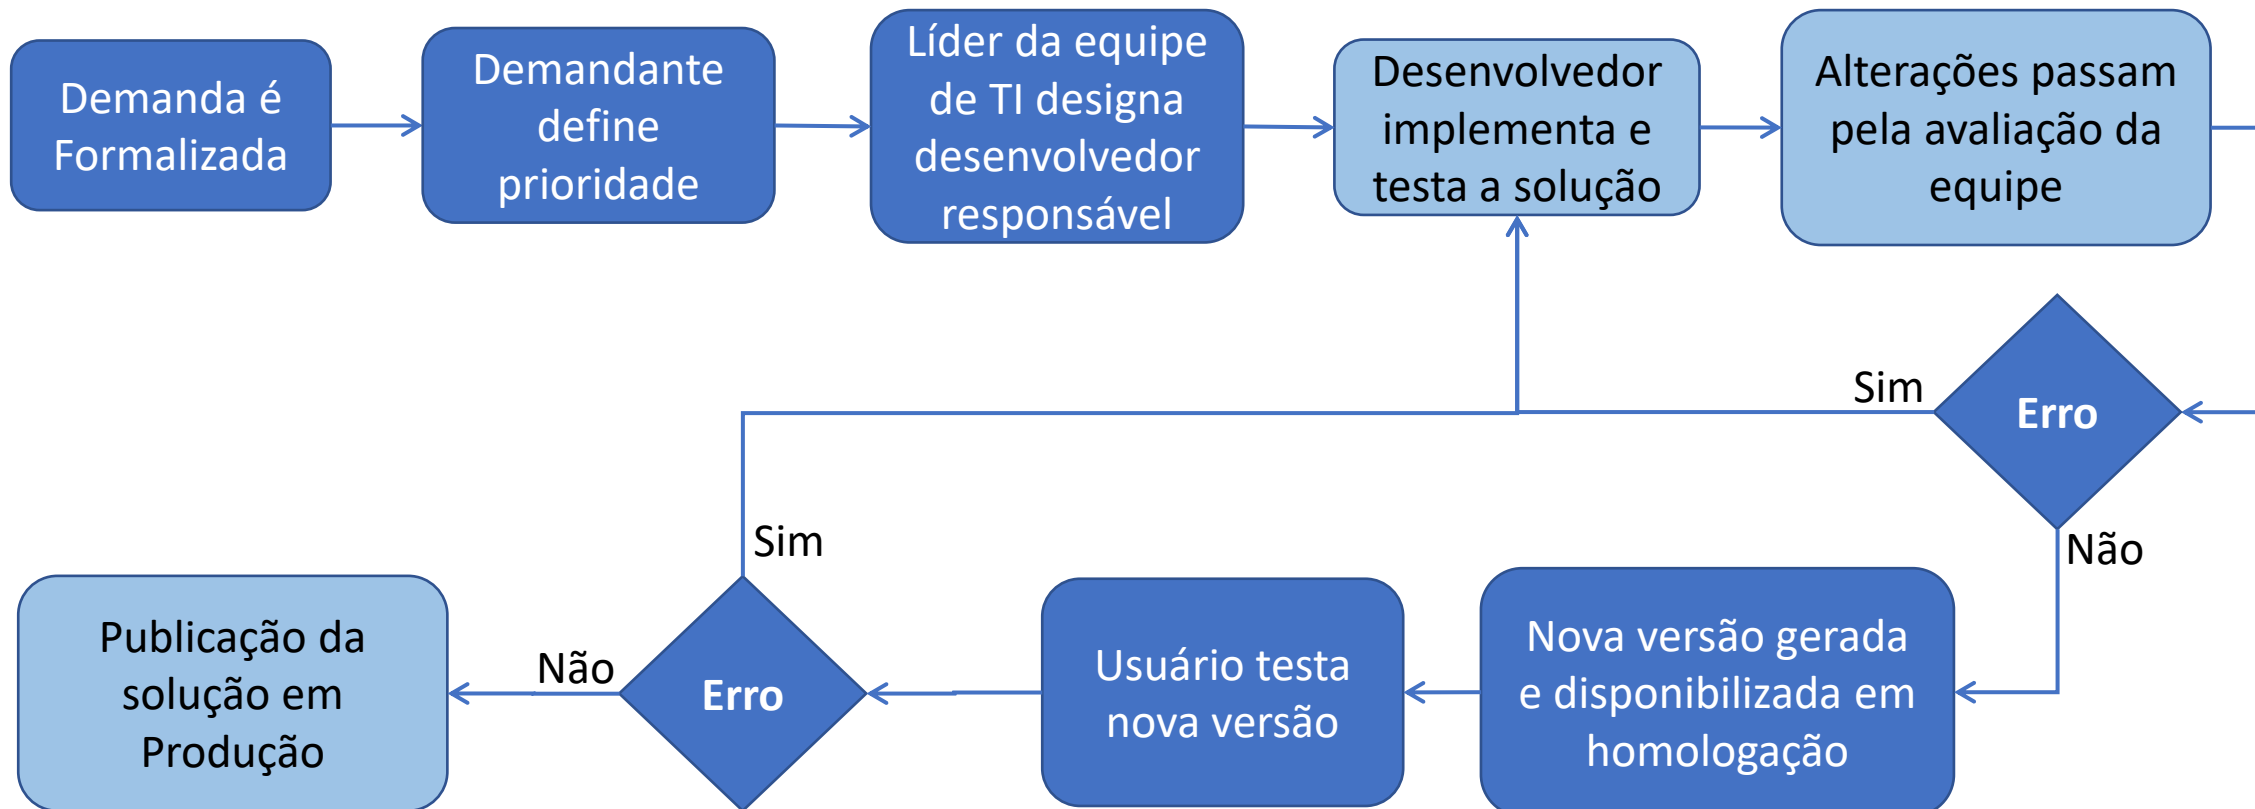 Demanda é
Formalizada
Demandante
define
prioridade
Líder da equipe
de TI designa
desenvolvedor
responsável
Desenvolvedor
implementa e
testa a solução
Alterações passam
pela avaliação da
equipe
Erro
Sim
Não
Nova versão gerada
e disponibilizada em
homologação
Usuário testa
nova versão
Erro
Sim
Não
Publicação da
solução em
Produção